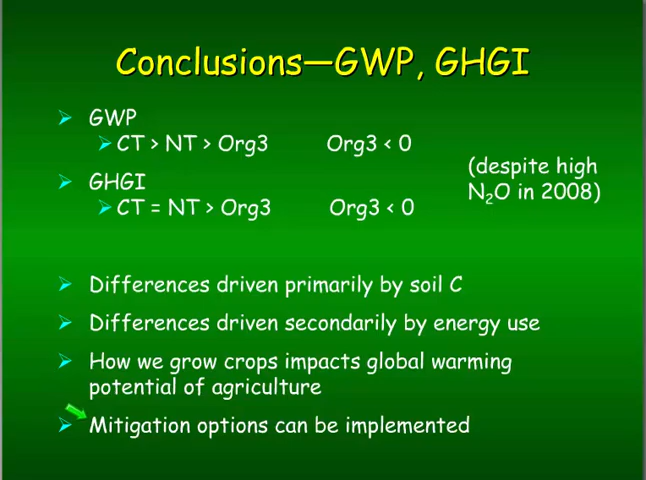 Conclusions—GWP, GHGI
GWP
CT > NT > Org3 Org3 < 0
GHGI
CT = NT > Org3 Org3 < 0
(despite high
N₂O in 2008)
Differences driven primarily by soil C
Differences driven secondarily by energy use
How we grow crops impacts global warming
potential of agriculture
Mitigation options can be implemented